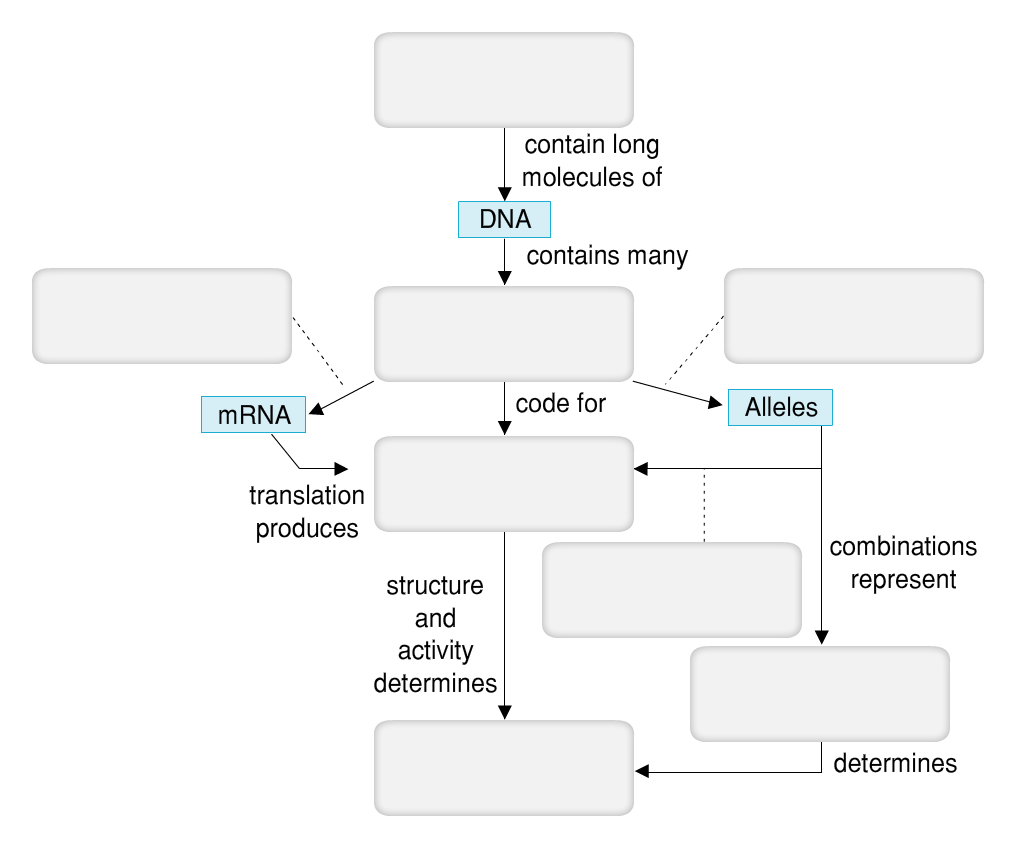 contain long
molecules of
DNA
contains many
mRNA
code for
Alleles
translation
produces
combinations
represent
structure
and
activity
determines
determines